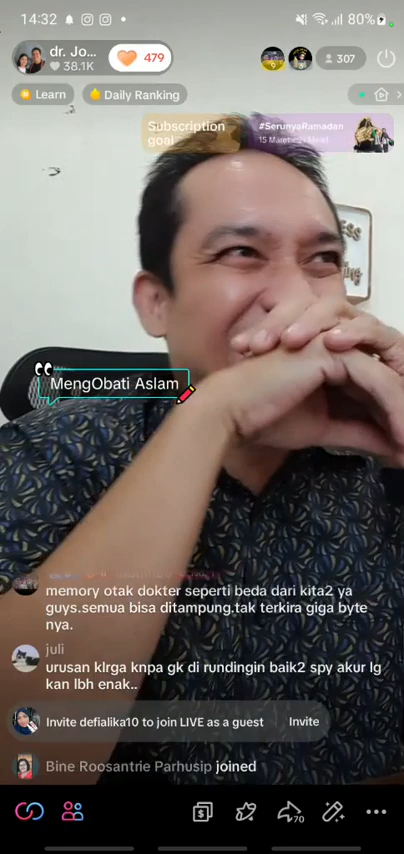 14:32
80%
dr. Jo...
38.1K
479
307
Learn
Daily Ranking
Subscription
goal
#SerunyaRamadan
MengObati Aslam
memory otak dokter seperti beda dari kita2 ya
guys.semua bisa ditampung.tak terkira giga byte
nya.
juli
urusan klrga knpa gk di rundingin baik2 spy akur lg
kan lbh enak..
Invite defialika10 to join LIVE as a guest
Invite
Bine Roosantrie Parhusip joined
70